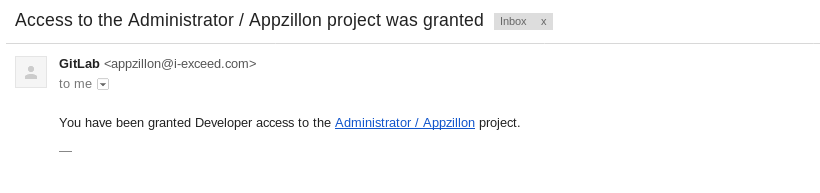 Access to the Administrator / Appzillon project was granted Inbox x
GitLab <appzillon@i-exceed.com>
to me
You have been granted Developer access to the Administrator / Appzillon project.
—